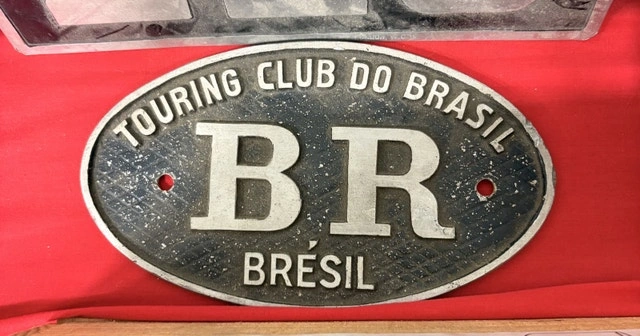 TOURING CLUB DO BRASIL
BR
BRÉSIL